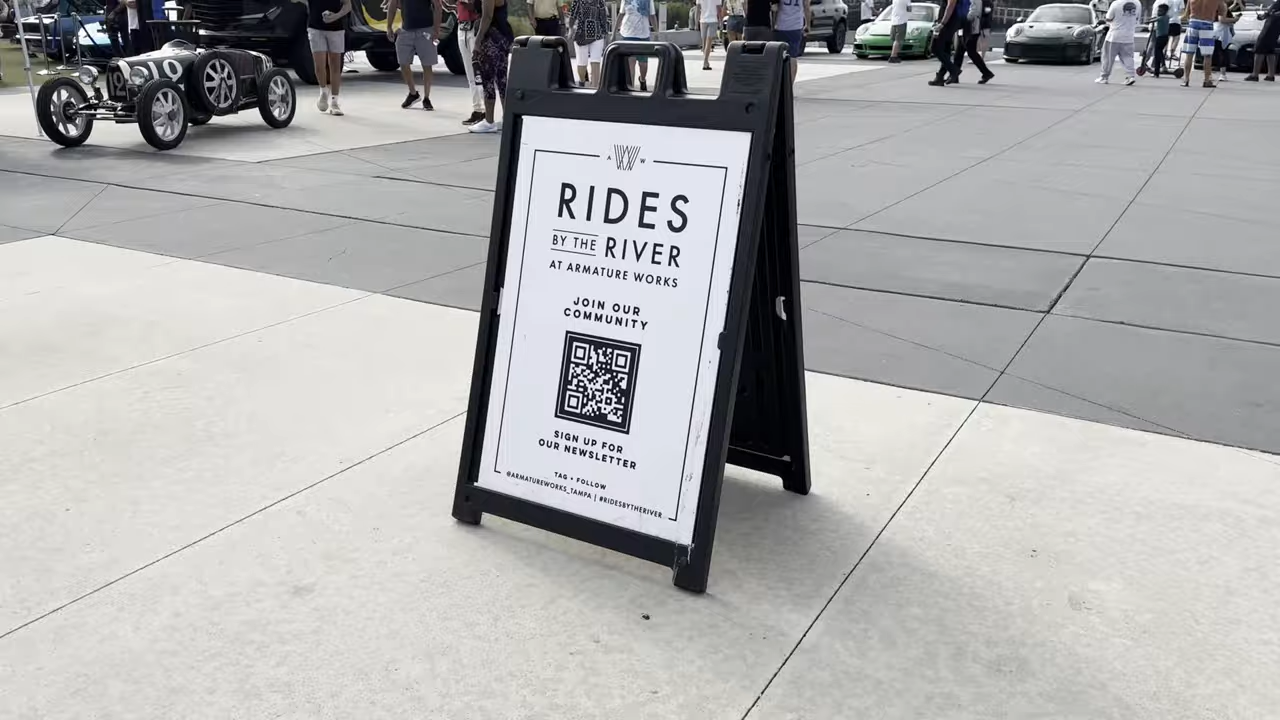 A W
RIDES
BY THE RIVER
AT ARMATURE WORKS
JOIN OUR
COMMUNITY
SIGN UP FOR
OUR NEWSLETTER
TAG + FOLLOW
@ARMATUREWORKS_TAMPA | #RIDESBYTHERIVER